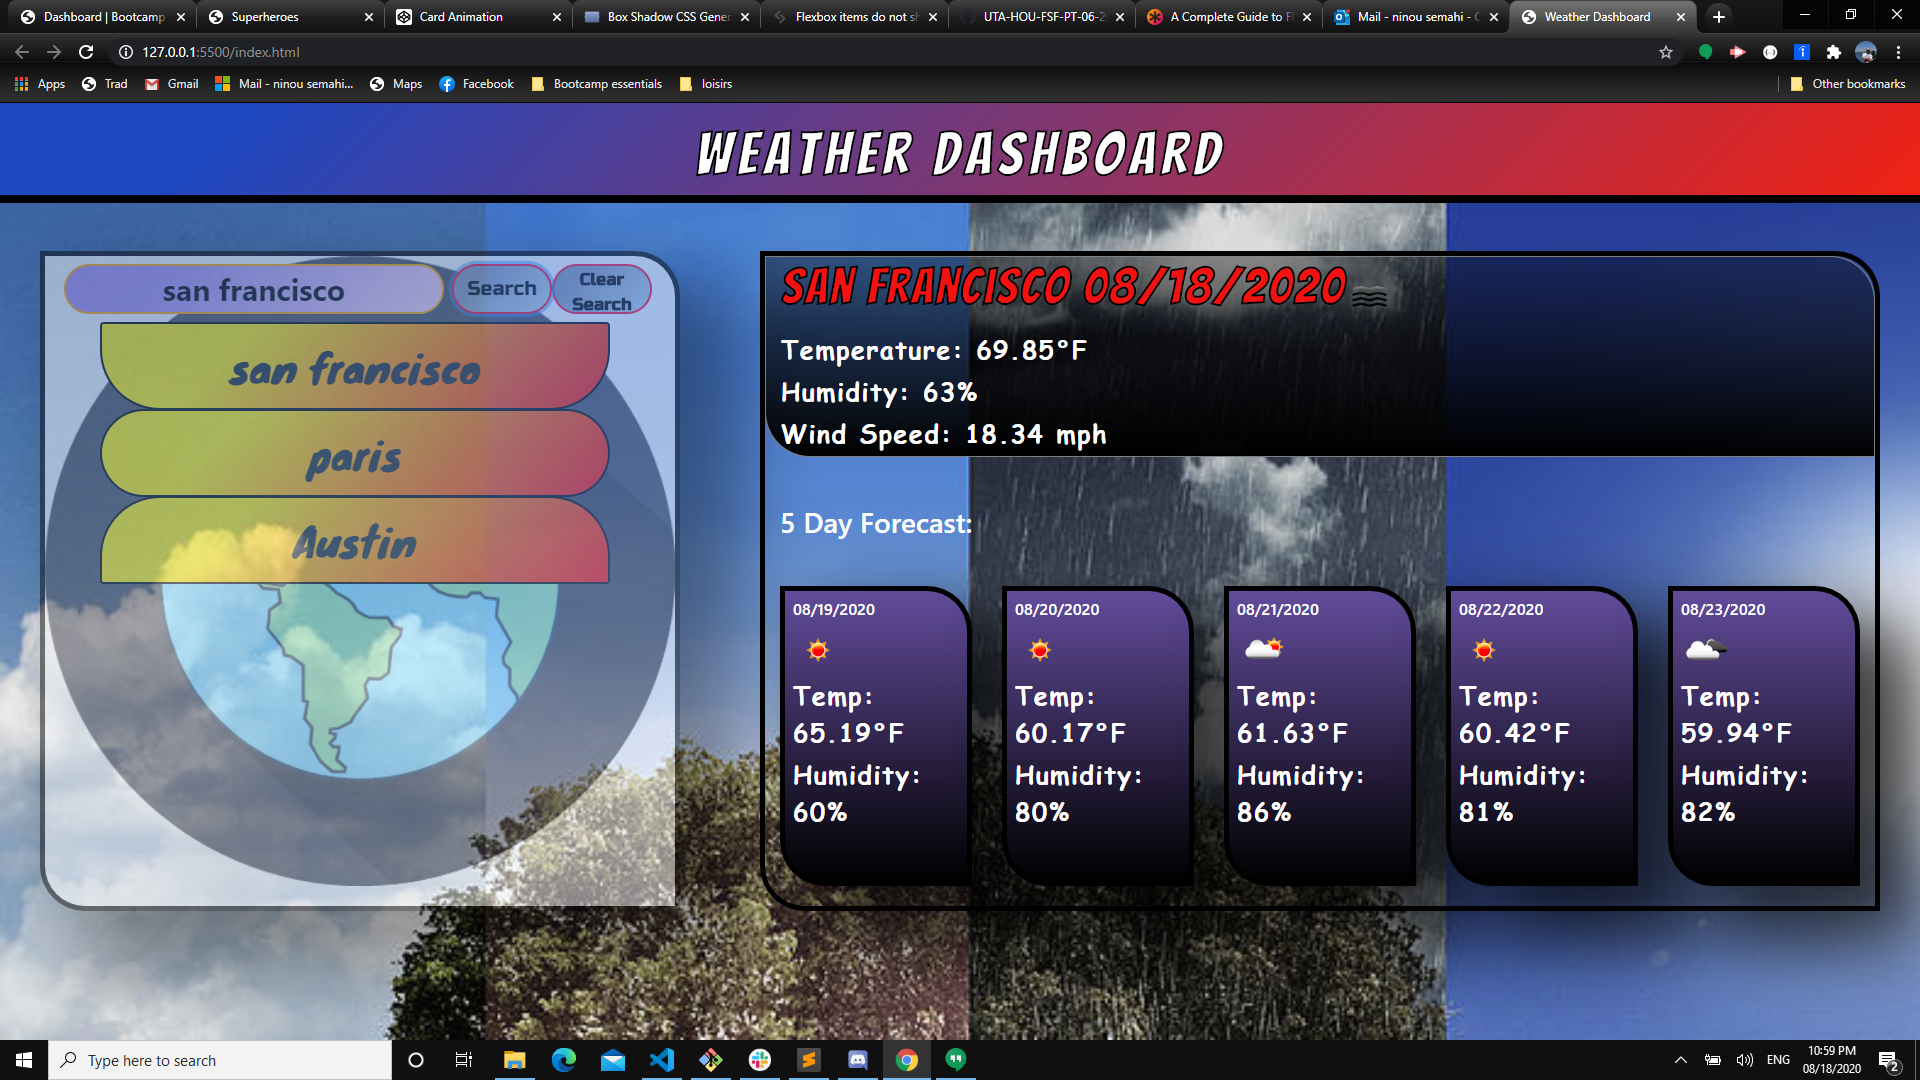 Dashboard | Bootcamp
Superheroes
Card Animation
Box Shadow CSS Gener
Flexbox items do not sh
UTA-HOU-FSF-PT-06-2
A Complete Guide to Fl
Mail - ninou semahi - O
Weather Dashboard
127.0.0.1:5500/index.html
Apps
Trad
Gmail
Mail - ninou semahi...
Maps
Facebook
Bootcamp essentials
loisirs
Other bookmarks
WEATHER DASHBOARD
san francisco
Search
Clear
Search
san francisco
paris
Austin
SAN FRANCISCO 08/18/2020
Temperature: 69.85°F
Humidity: 63%
Wind Speed: 18.34 mph
5 Day Forecast:
08/19/2020
Temp:
65.19°F
Humidity:
60%
08/20/2020
Temp:
60.17°F
Humidity:
80%
08/21/2020
Temp:
61.63°F
Humidity:
86%
08/22/2020
Temp:
60.42°F
Humidity:
81%
08/23/2020
Temp:
59.94°F
Humidity:
82%
Type here to search
ENG
10:59 PM
08/18/2020
2